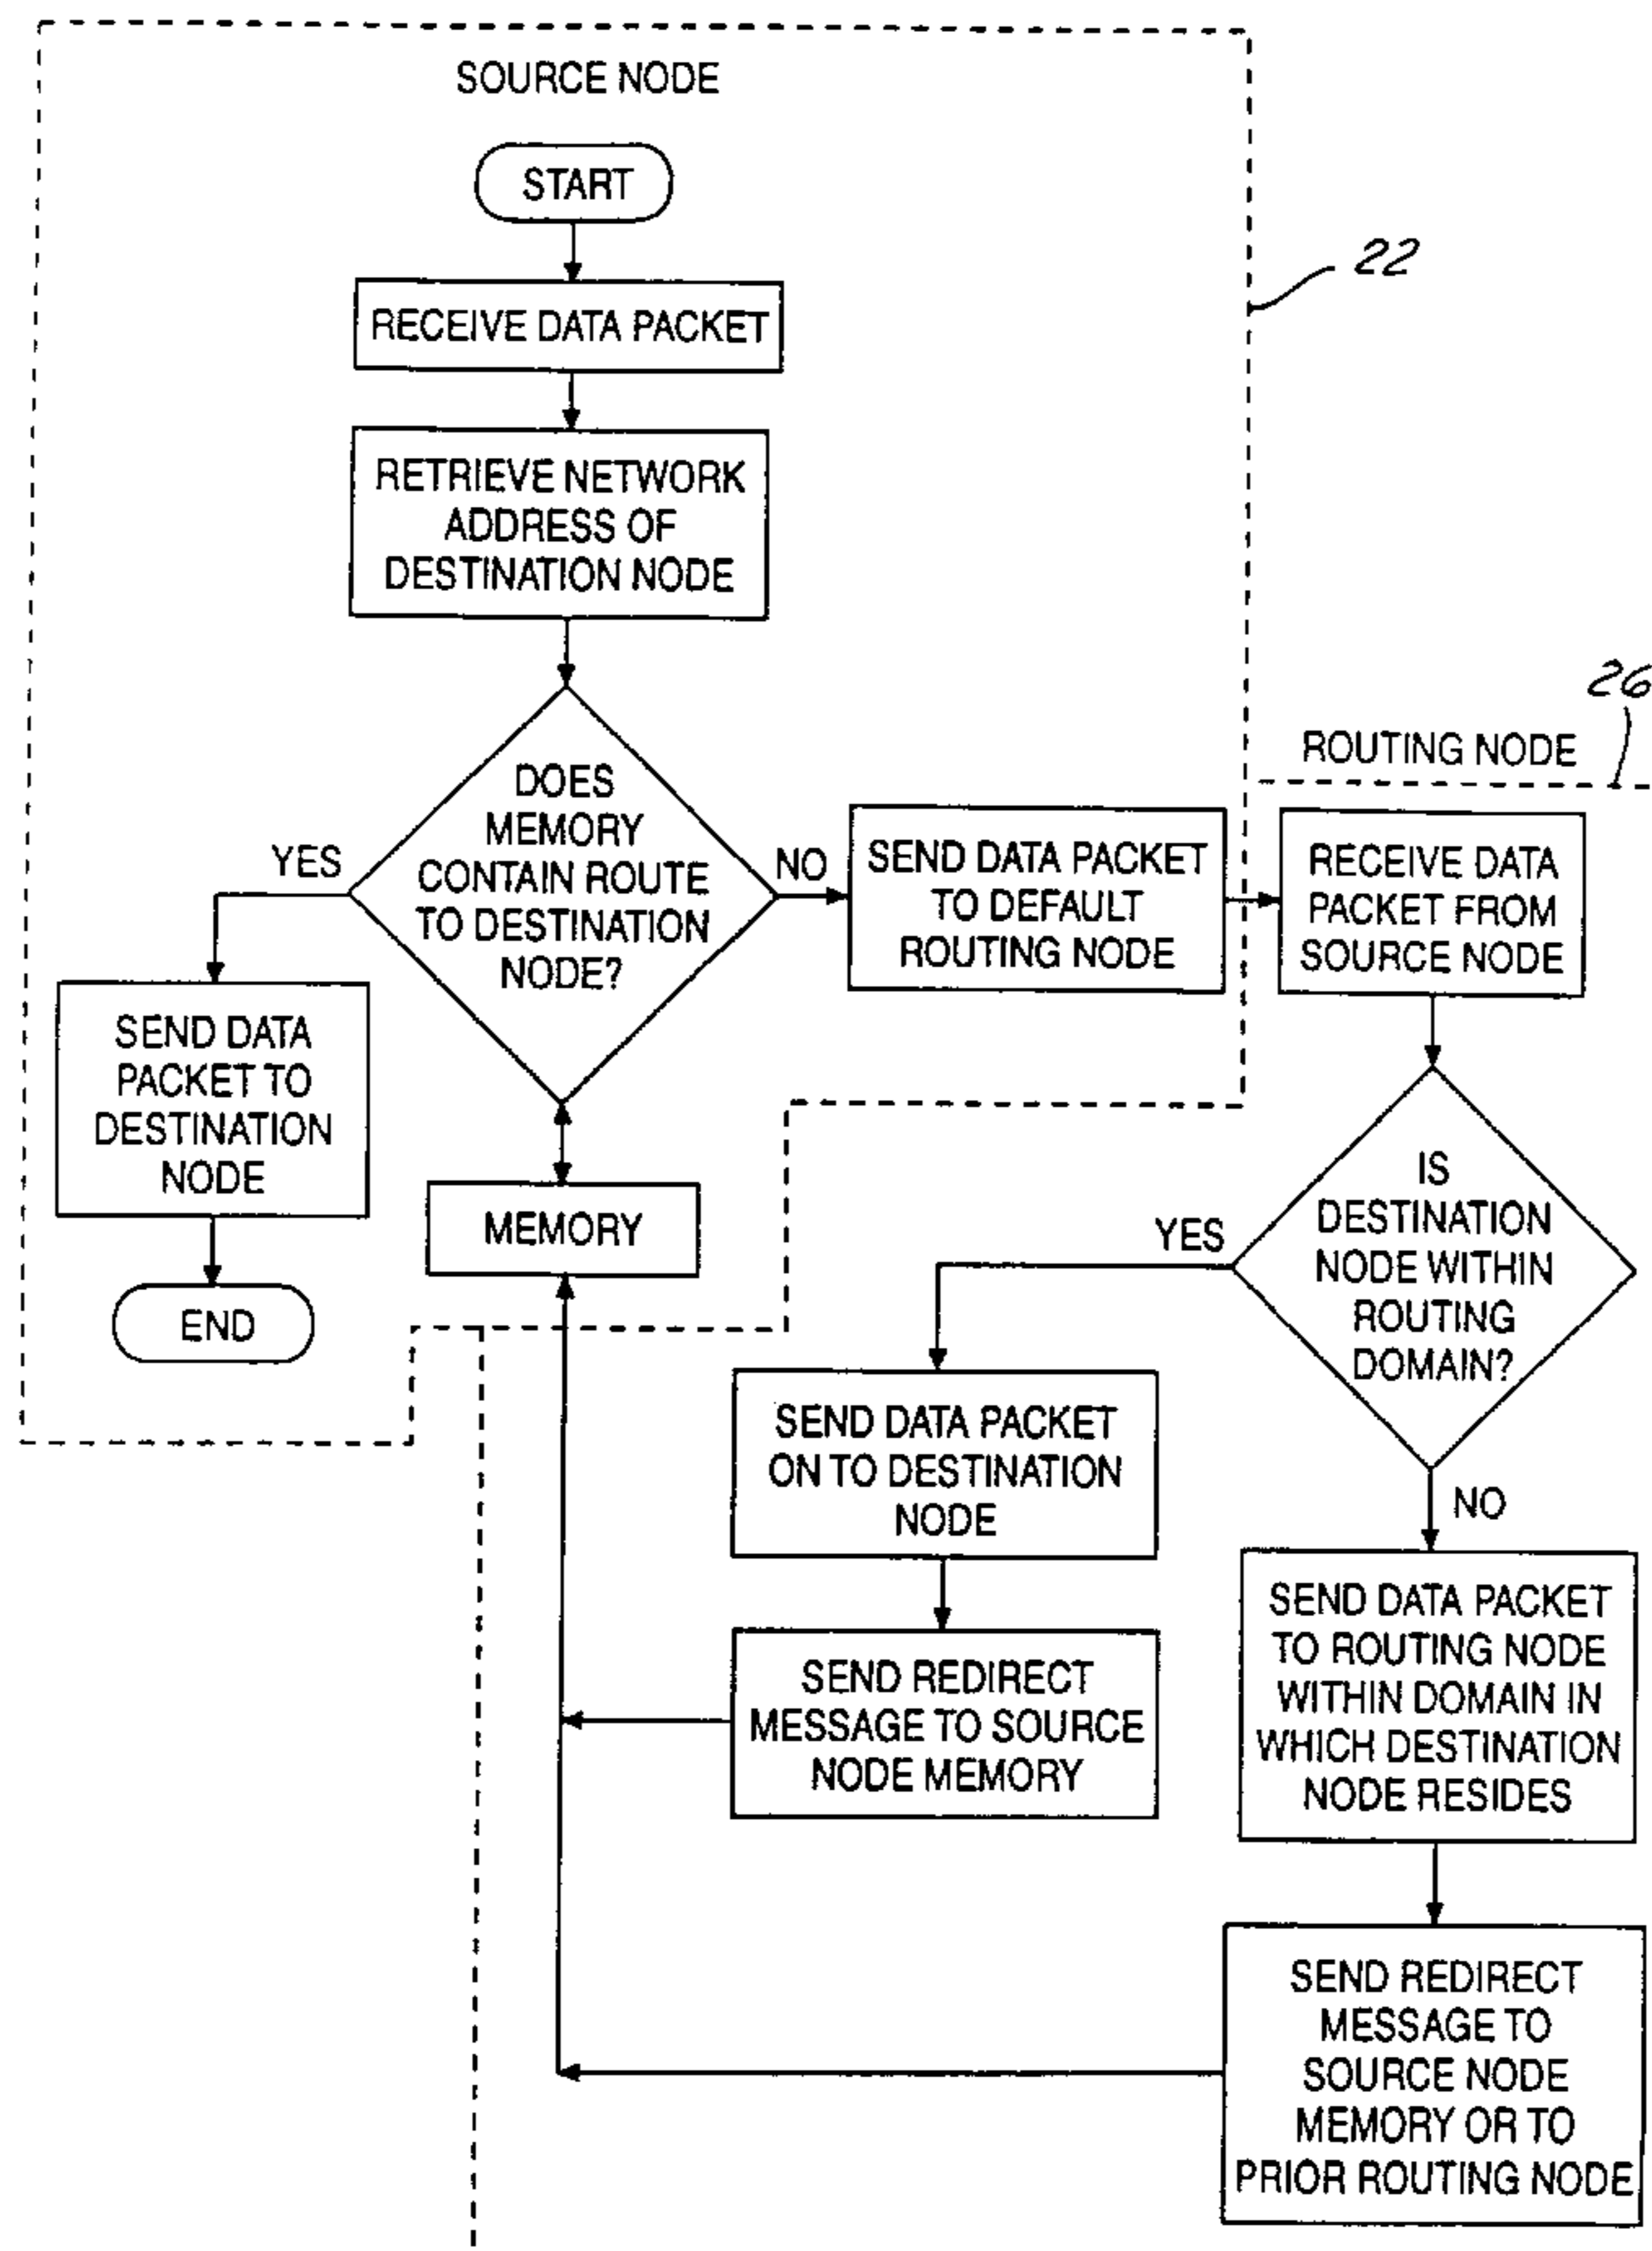 SOURCE NODE
START
22
RECEIVE DATA PACKET
RETRIEVE NETWORK
ADDRESS OF
DESTINATION NODE
26
ROUTING NODE
DOES
MEMORY
CONTAIN ROUTE
TO DESTINATION
NODE?
YES
NO
SEND DATA PACKET
TO DEFAULT
ROUTING NODE
RECEIVE DATA
PACKET FROM
SOURCE NODE
SEND DATA
PACKET TO
DESTINATION
NODE
MEMORY
END
IS
DESTINATION
NODE WITHIN
ROUTING
DOMAIN?
YES
NO
SEND DATA PACKET
ON TO DESTINATION
NODE
SEND REDIRECT
MESSAGE TO SOURCE
NODE MEMORY
SEND DATA PACKET
TO ROUTING NODE
WITHIN DOMAIN IN
WHICH DESTINATION
NODE RESIDES
SEND REDIRECT
MESSAGE TO
SOURCE NODE
MEMORY OR TO
PRIOR ROUTING NODE